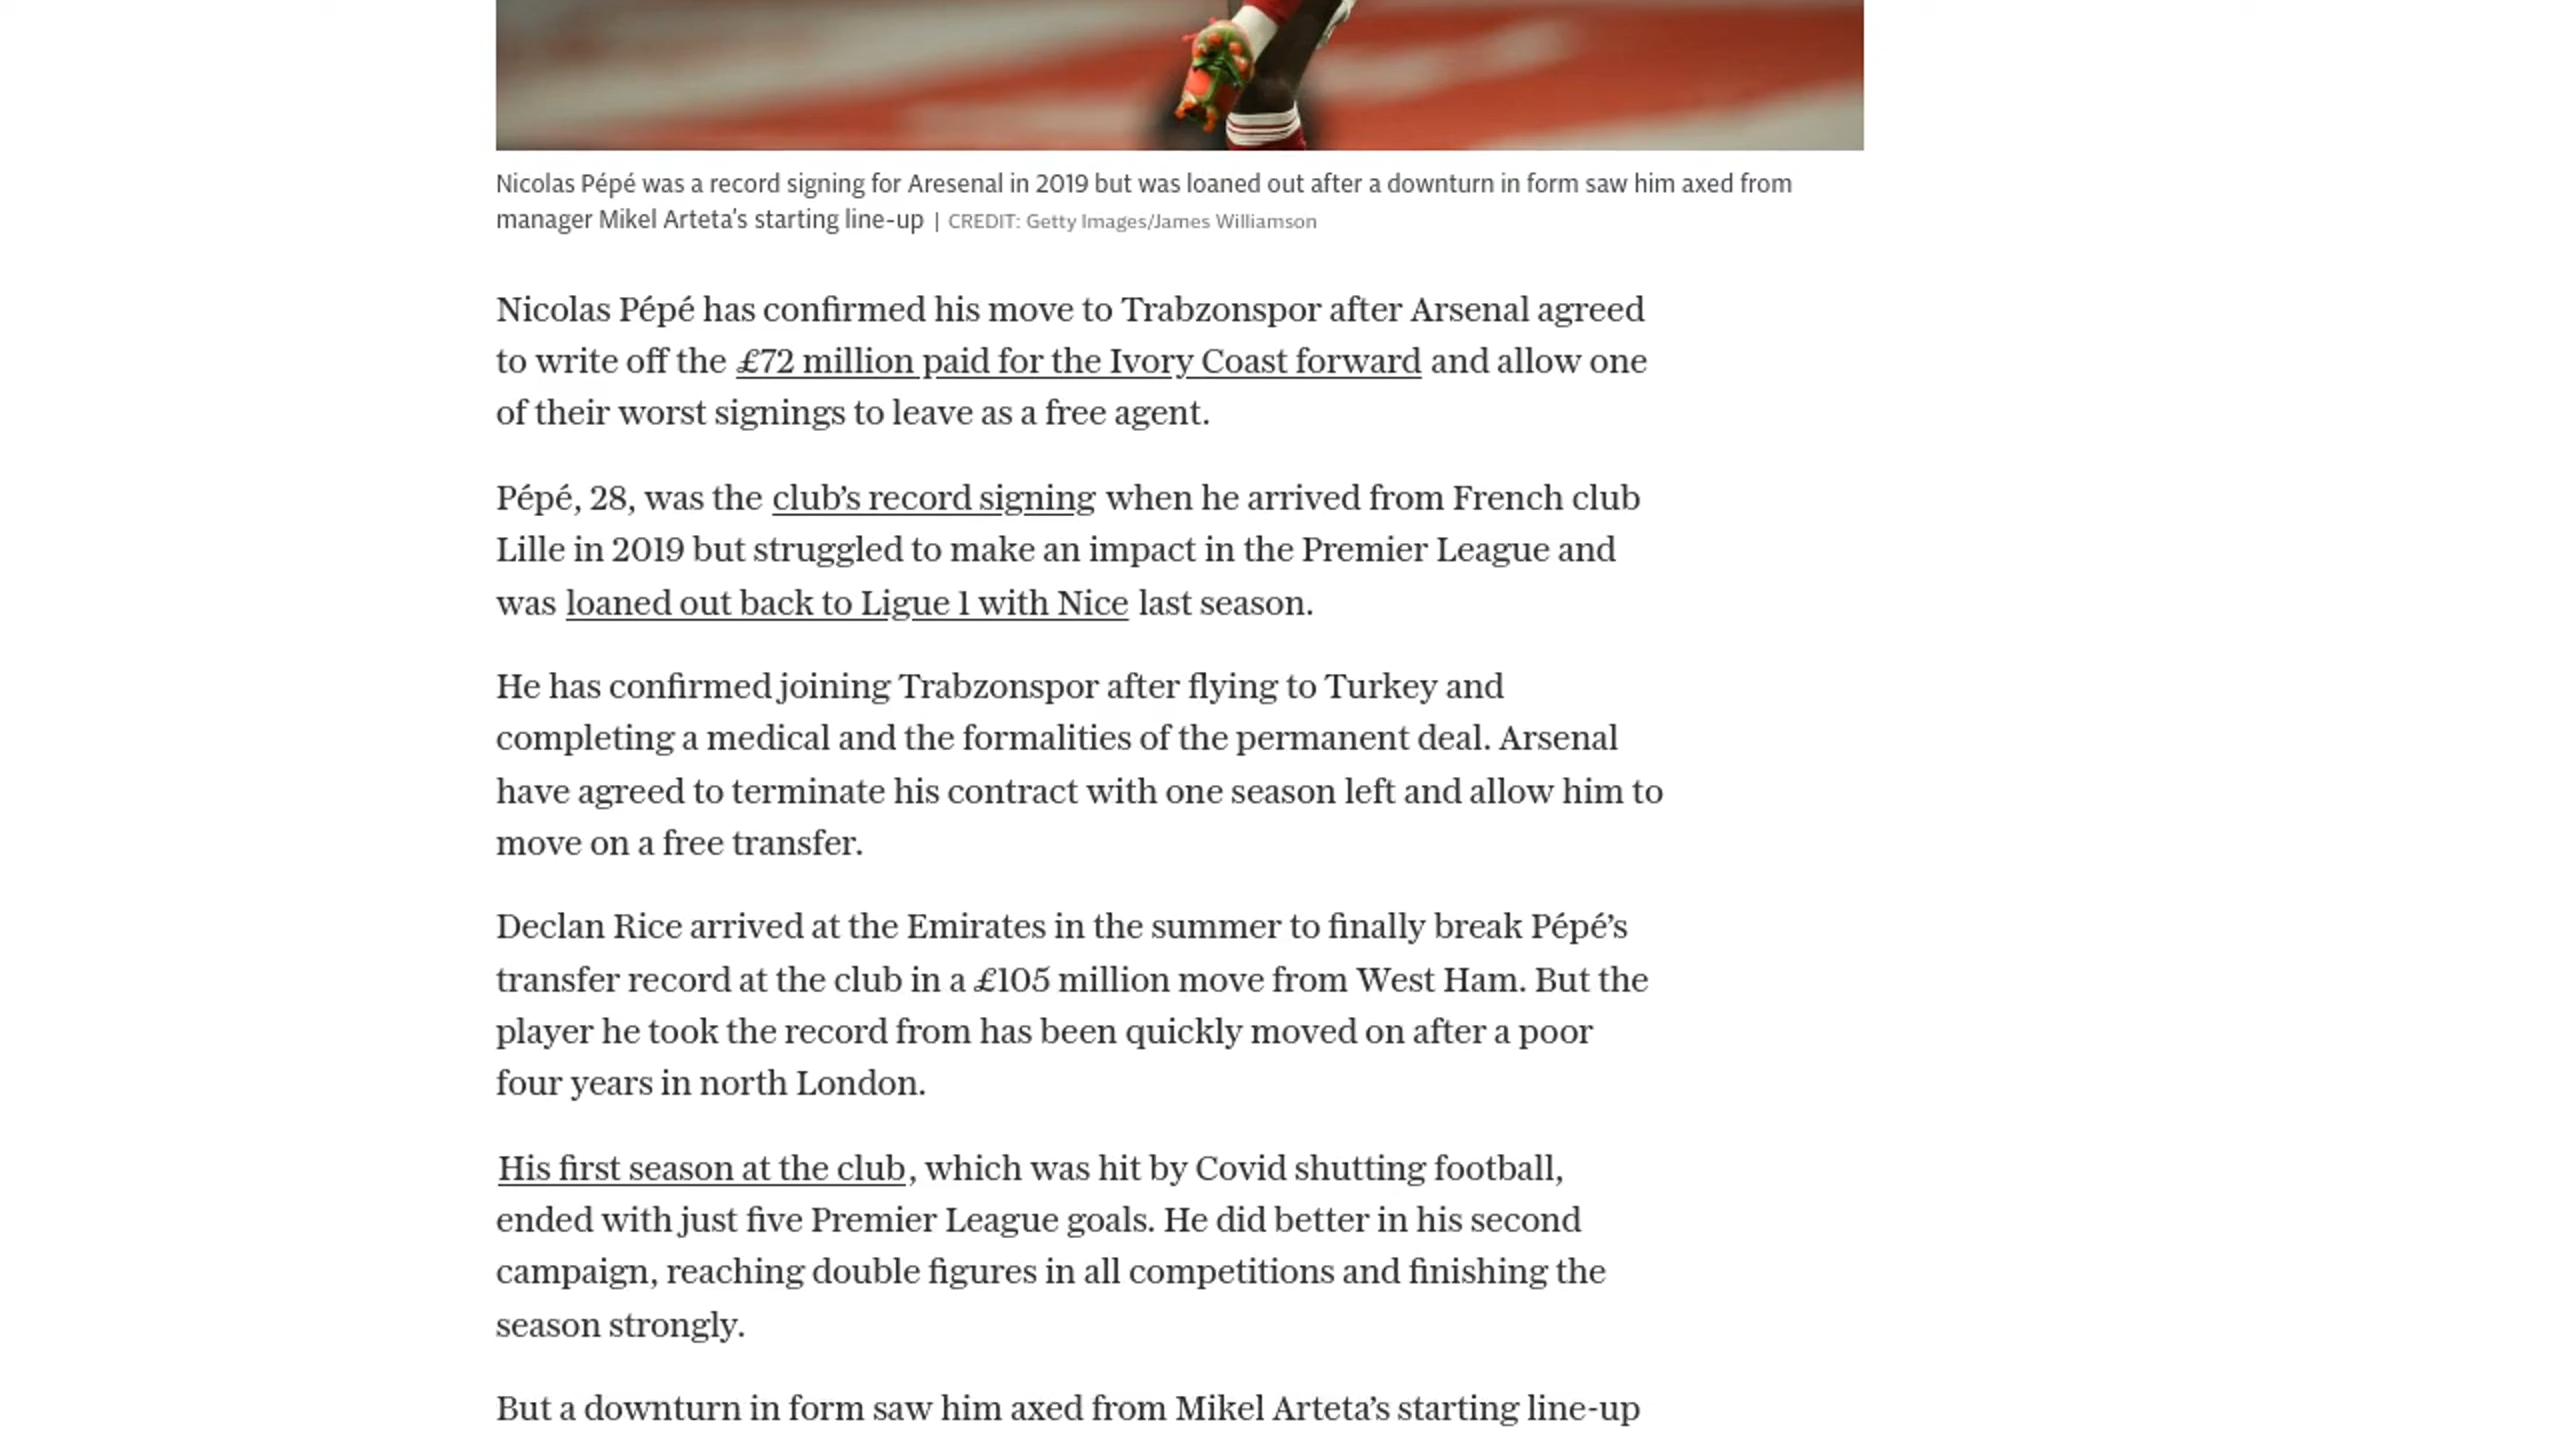 Nicolas Pépé was a record signing for Aresenal in 2019 but was loaned out after a downturn in form saw him axed from
manager Mikel Arteta's starting line-up | CREDIT: Getty Images/James Williamson
Nicolas Pépé has confirmed his move to Trabzonspor after Arsenal agreed
to write off the £72 million paid for the Ivory Coast forward and allow one
of their worst signings to leave as a free agent.
Pépé, 28, was the club’s record signing when he arrived from French club
Lille in 2019 but struggled to make an impact in the Premier League and
was loaned out back to Ligue 1 with Nice last season.
He has confirmed joining Trabzonspor after flying to Turkey and
completing a medical and the formalities of the permanent deal. Arsenal
have agreed to terminate his contract with one season left and allow him to
move on a free transfer.
Declan Rice arrived at the Emirates in the summer to finally break Pépé’s
transfer record at the club in a £105 million move from West Ham. But the
player he took the record from has been quickly moved on after a poor
four years in north London.
His first season at the club, which was hit by Covid shutting football,
ended with just five Premier League goals. He did better in his second
campaign, reaching double figures in all competitions and finishing the
season strongly.
But a downturn in form saw him axed from Mikel Arteta’s starting line-up